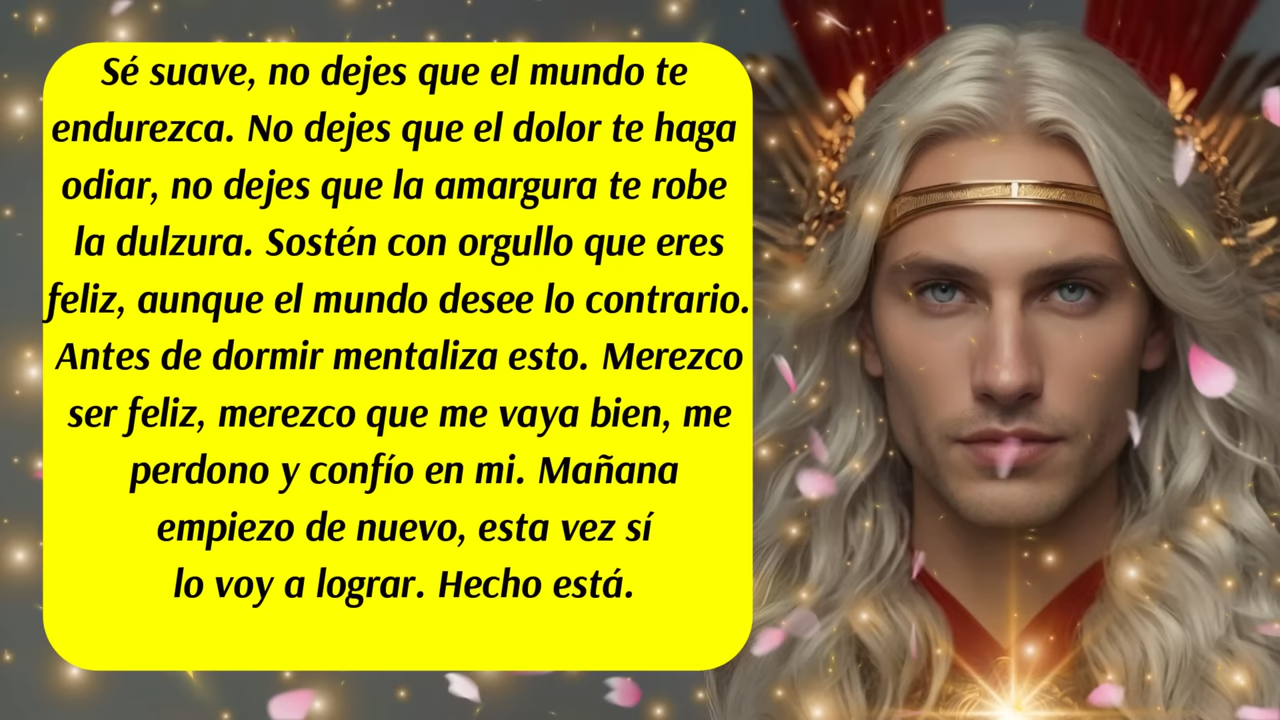 Sé suave, no dejes que el mundo te
endurezca. No dejes que el dolor te haga
odiar, no dejes que la amargura te robe
la dulzura. Sostén con orgullo que eres
feliz, aunque el mundo desee lo contrario.
Antes de dormir mentaliza esto. Merezco
ser feliz, merezco que me vaya bien, me
perdono y confío en mi. Mañana
empiezo de nuevo, esta vez sí
lo voy a lograr. Hecho está.